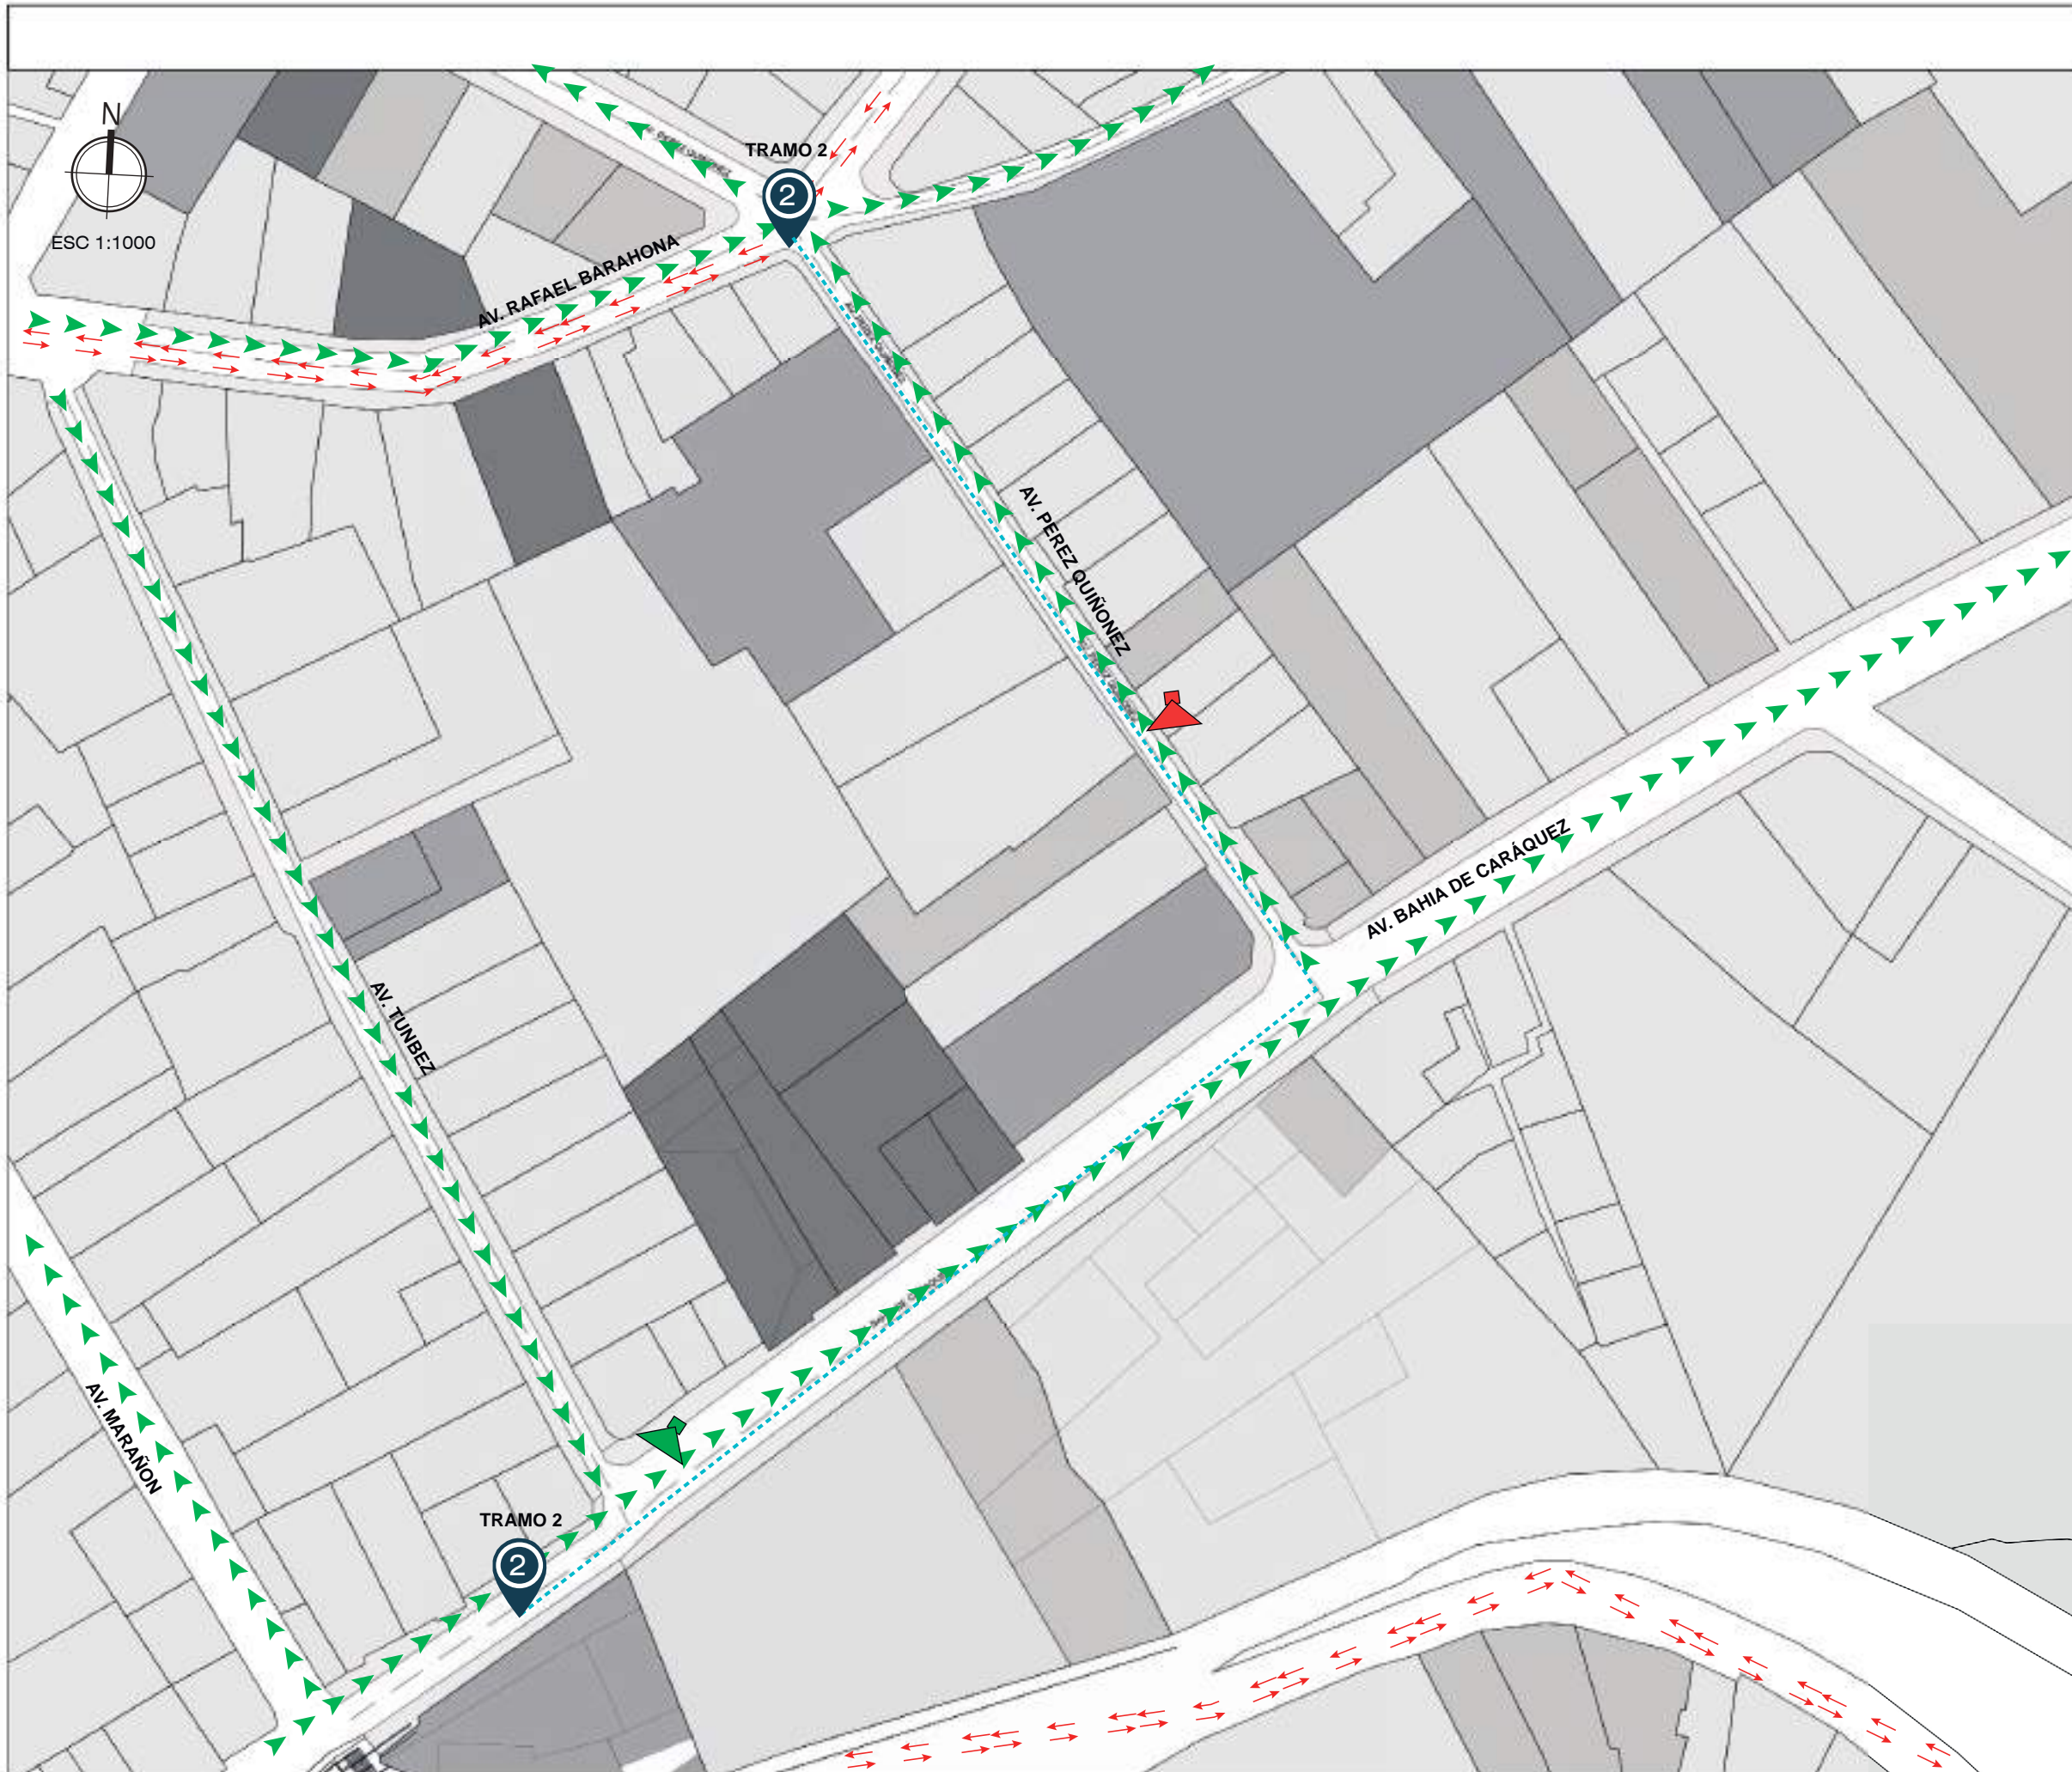 N
ESC 1:1000
TRAMO 2
2
AV. RAFAEL BARAHONA
AV. PEREZ QUIÑONEZ
AV. BAHIA DE CARÁQUEZ
AV. TUNBEZ
AV. MARAÑON
TRAMO 2
2